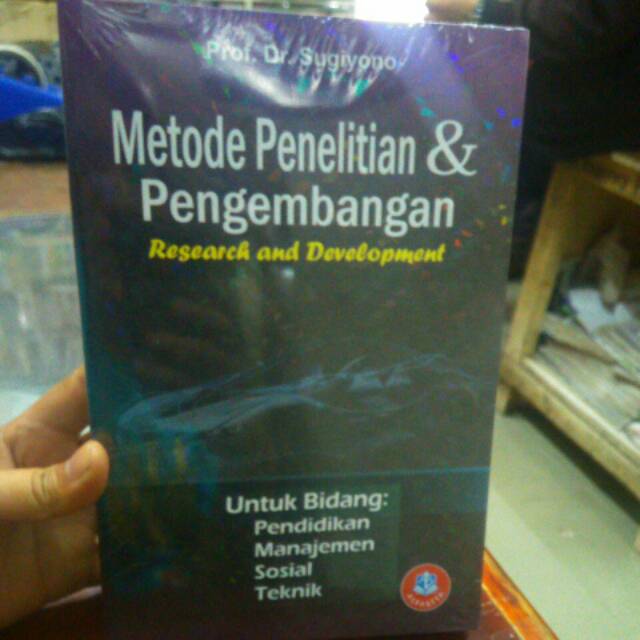 Prof. Dr. Sugiyono
Metode Penelitian &
Pengembangan
Research and Development
Untuk Bidang:
Pendidikan
Manajemen
Sosial
Teknik